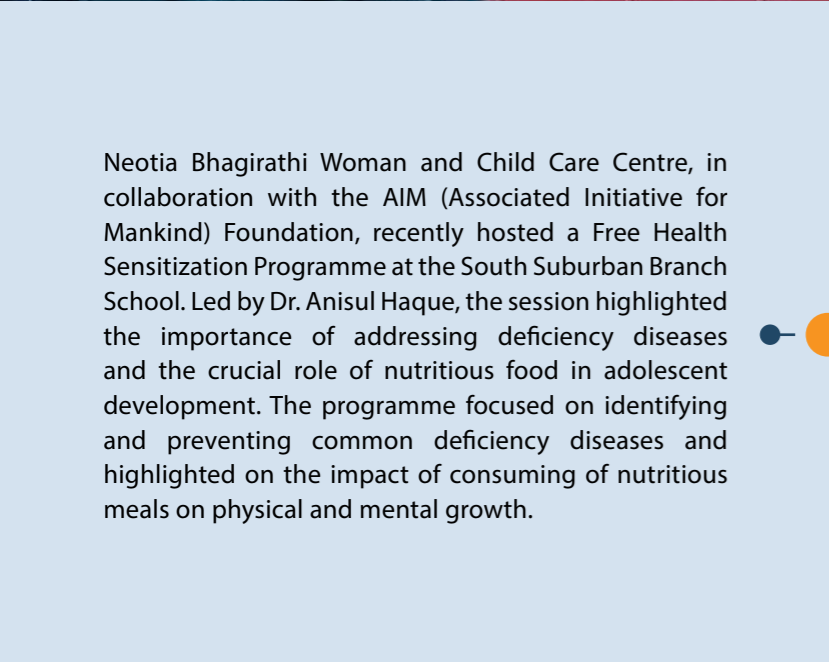 Neotia Bhagirathi Woman and Child Care Centre, in
collaboration with the AIM (Associated Initiative for
Mankind) Foundation, recently hosted a Free Health
Sensitization Programme at the South Suburban Branch
School. Led by Dr. Anisul Haque, the session highlighted
the importance of addressing deficiency diseases
and the crucial role of nutritious food in adolescent
development. The programme focused on identifying
and preventing common deficiency diseases and
highlighted on the impact of consuming of nutritious
meals on physical and mental growth.